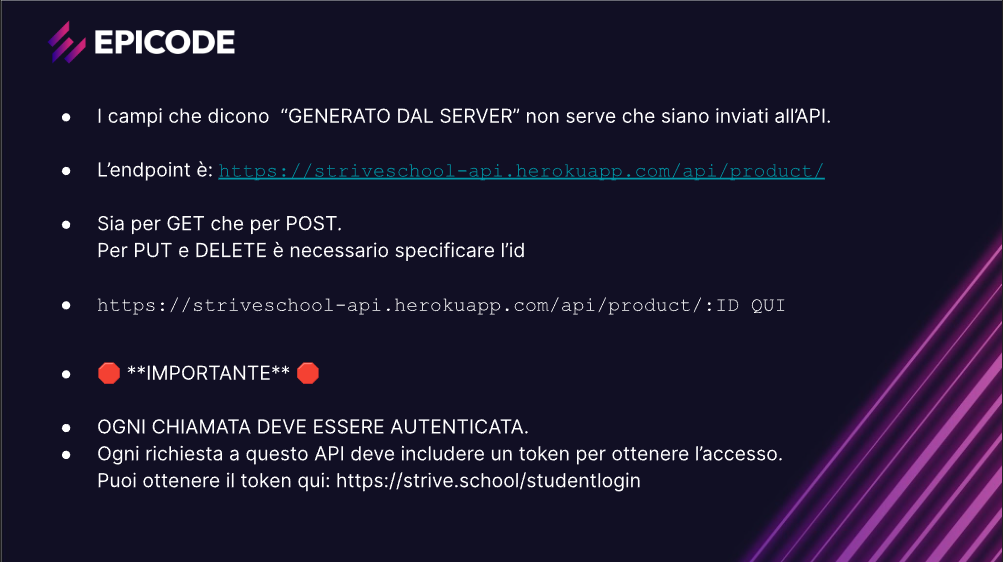 EPICODE
● I campi che dicono “GENERATO DAL SERVER” non serve che siano inviati all’API.
● L’endpoint è: https://striveschool-api.herokuapp.com/api/product/
● Sia per GET che per POST.
Per PUT e DELETE è necessario specificare l’id
● https://striveschool-api.herokuapp.com/api/product/:ID QUI
● 🛑 **IMPORTANTE** 🛑
● OGNI CHIAMATA DEVE ESSERE AUTENTICATA.
● Ogni richiesta a questo API deve includere un token per ottenere l’accesso.
Puoi ottenere il token qui: https://strive.school/studentlogin